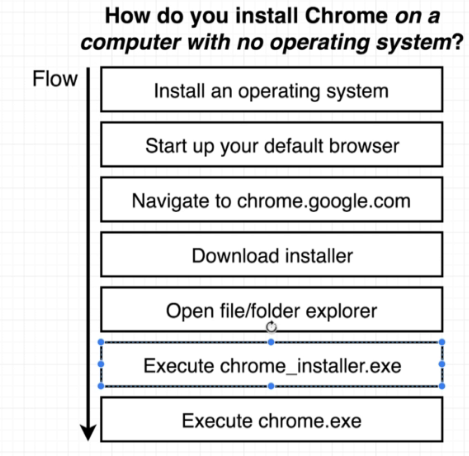 How do you install Chrome on a
computer with no operating system?
Flow
Install an operating system
Start up your default browser
Navigate to chrome.google.com
Download installer
Open file/folder explorer
Execute chrome_installer.exe
Execute chrome.exe